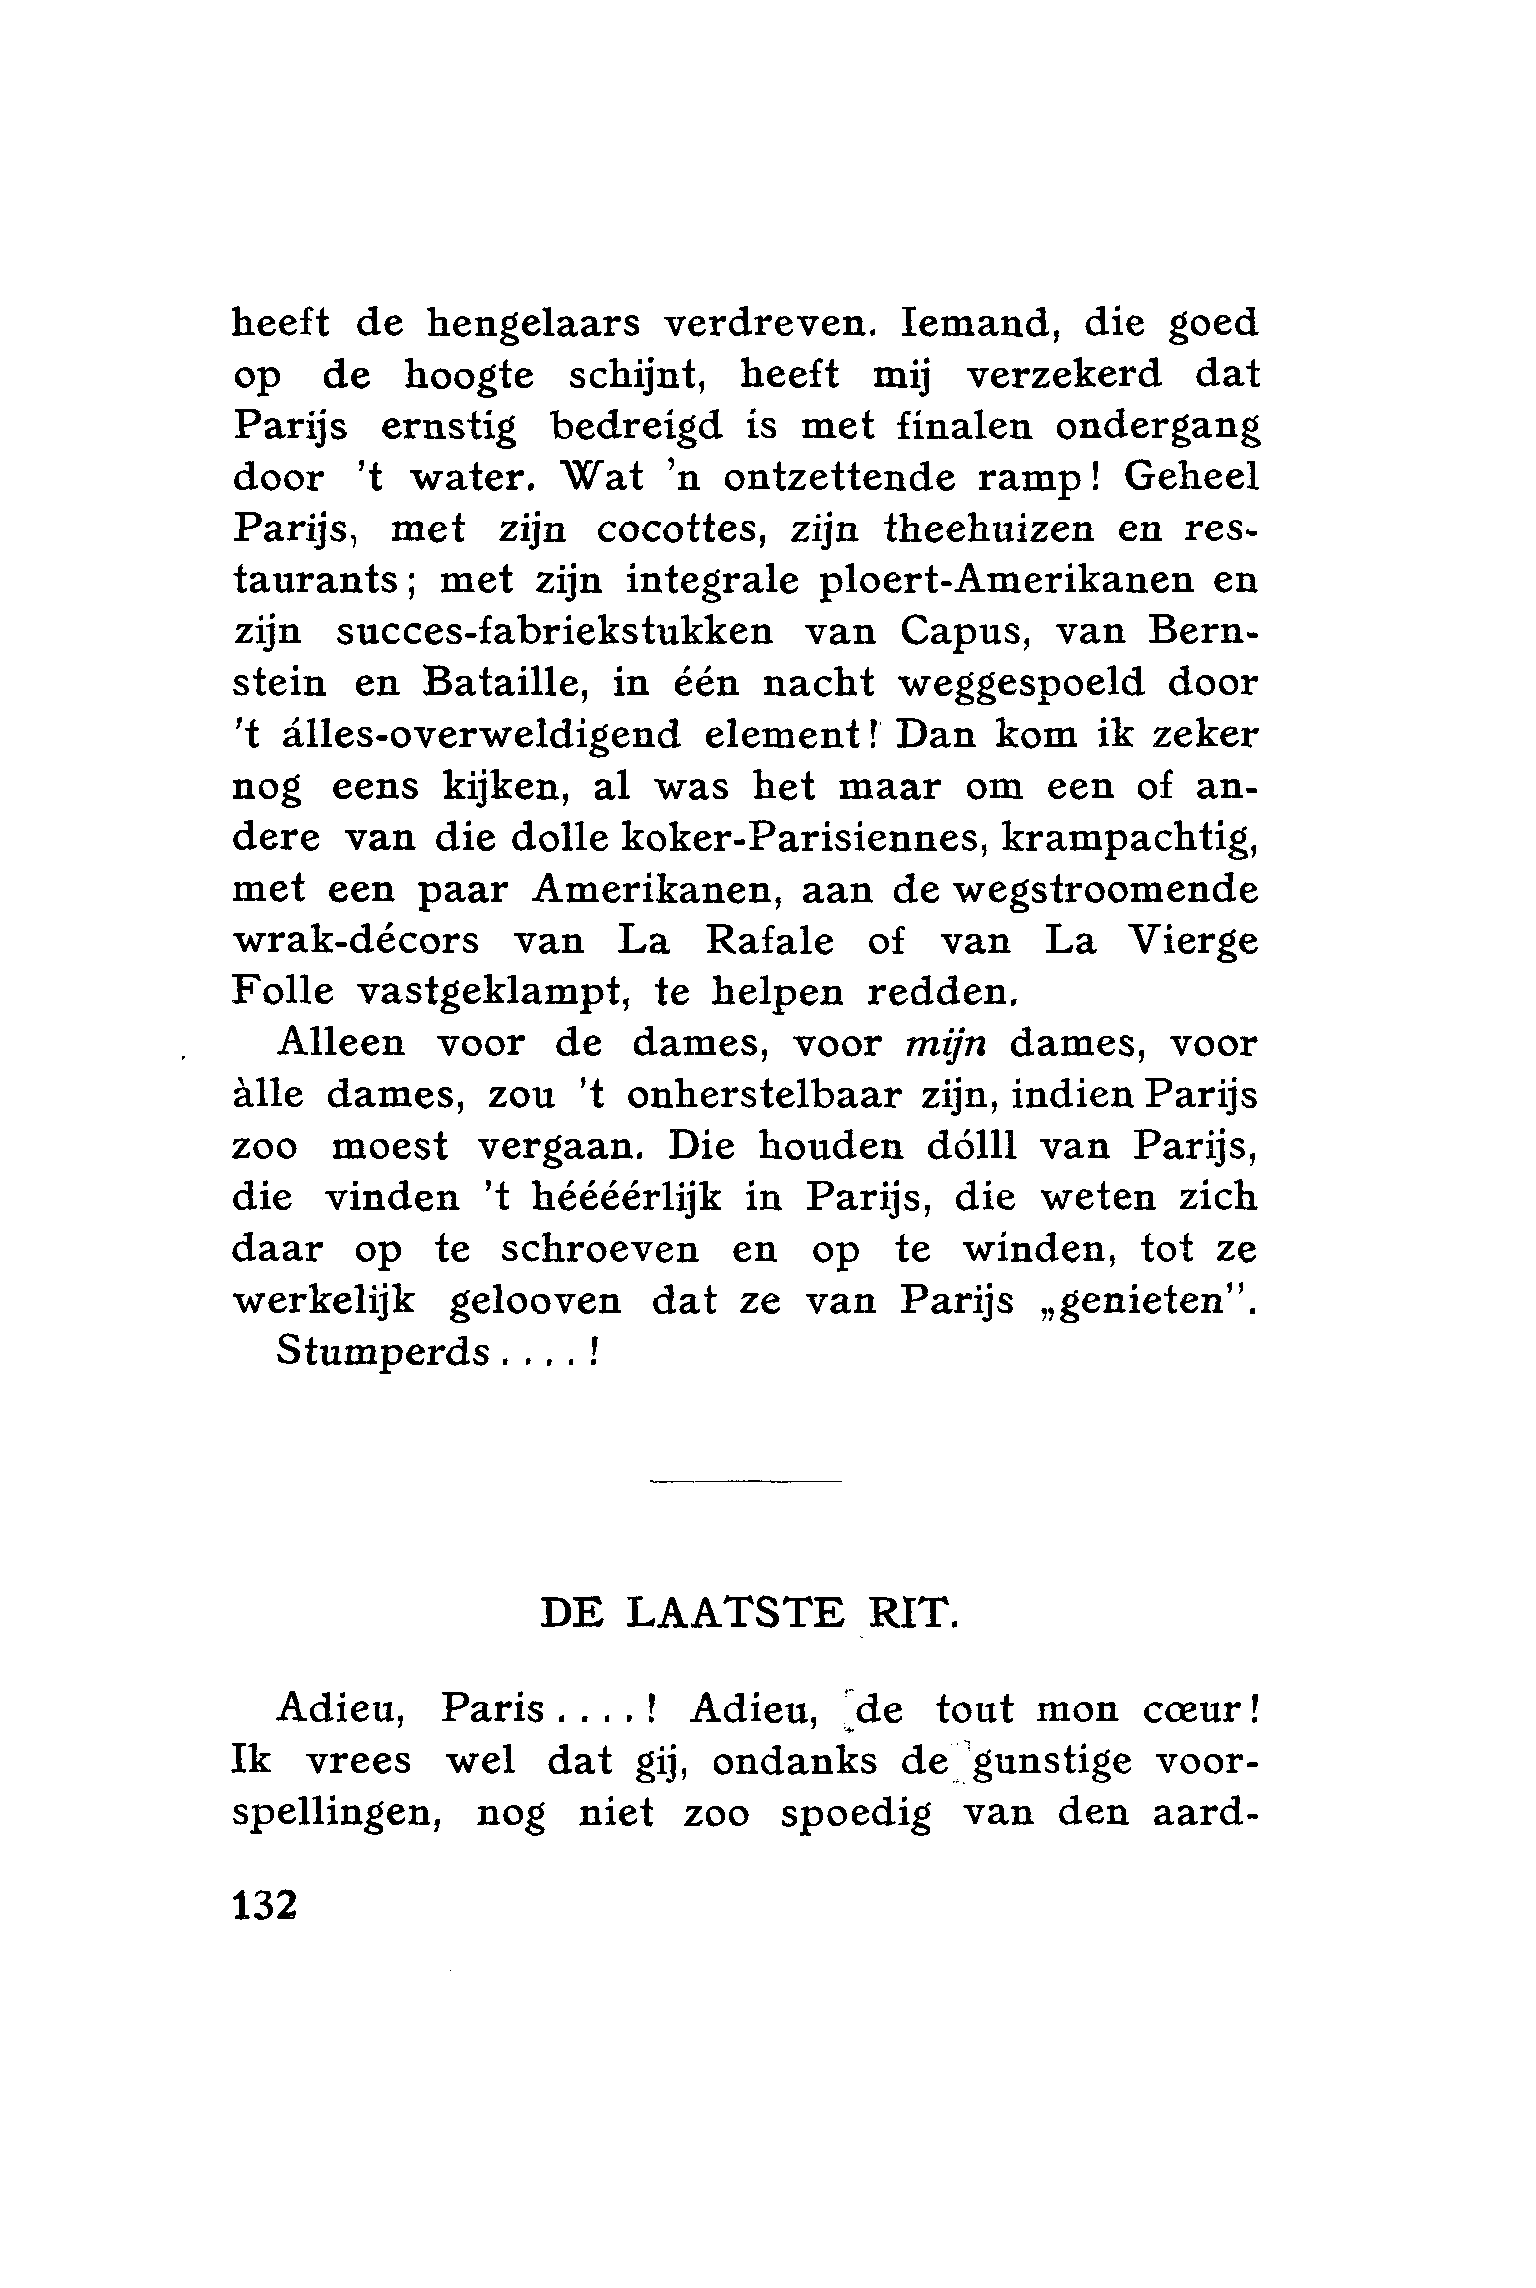 heeft de hengelaars verdreven. Iemand, die goed
op de hoogte schijnt, heeft mij verzekerd dat
Parijs ernstig bedreigd is met finalen ondergang
door 't water. Wat 'n ontzettende ramp! Geheel
Parijs, met zijn cocottes, zijn theehuizen en res-
taurants; met zijn integrale ploert-Amerikanen en
zijn succes-fabriekstukken van Capus, van Bern-
stein en Bataille, in één nacht weggespoeld door
't álles-overweldigend element! Dan kom ik zeker
nog eens kijken, al was het maar om een of an-
dere van die dolle koker-Parisiennes, krampachtig,
met een paar Amerikanen, aan de wegstroomende
wrak-décors van La Rafale of van La Vierge
Folle vastgeklampt, te helpen redden.
Alleen voor de dames, voor mijn dames, voor
àlle dames, zou 't onherstelbaar zijn, indien Parijs
zoo moest vergaan. Die houden dólll van Parijs,
die vinden 't héééérlijk in Parijs, die weten zich
daar op te schroeven en op te winden, tot ze
werkelijk gelooven dat ze van Parijs „genieten”.
Stumperds....!
DE LAATSTE RIT.
Adieu, Paris....! Adieu, de tout mon cœur!
Ik vrees wel dat gij, ondanks de gunstige voor-
spellingen, nog niet zoo spoedig van den aard-
132